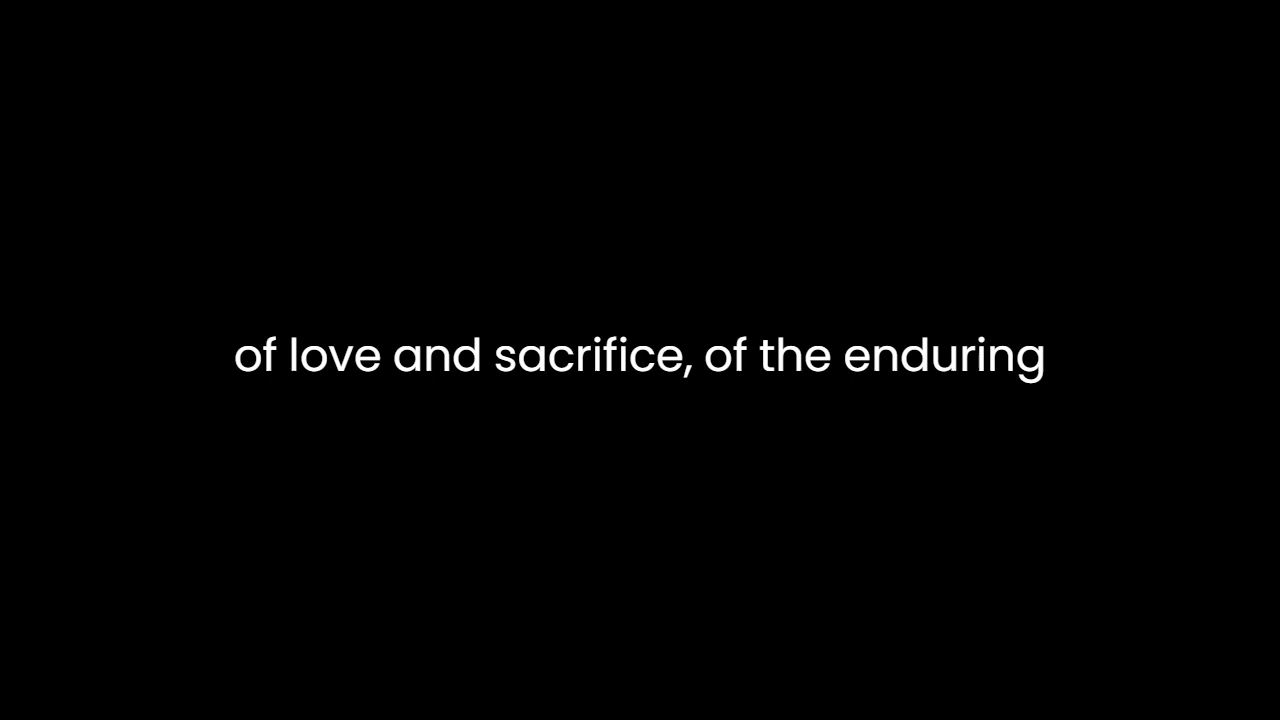 of love and sacrifice, of the enduring